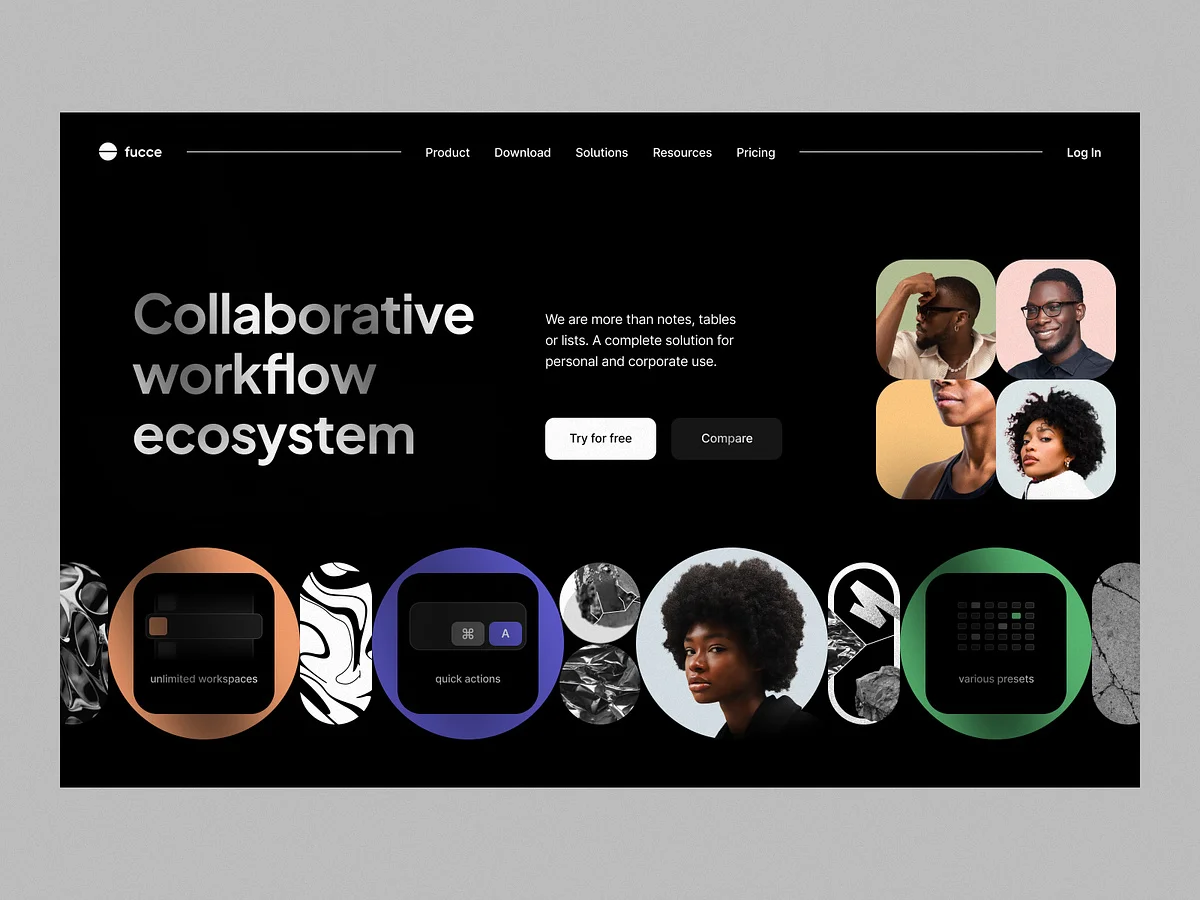 fucce
Product Download Solutions Resources Pricing
Log In
Collaborative
workflow
ecosystem
We are more than notes, tables
or lists. A complete solution for
personal and corporate use.
Try for free
Compare
unlimited workspaces
⌘ A
quick actions
various presets